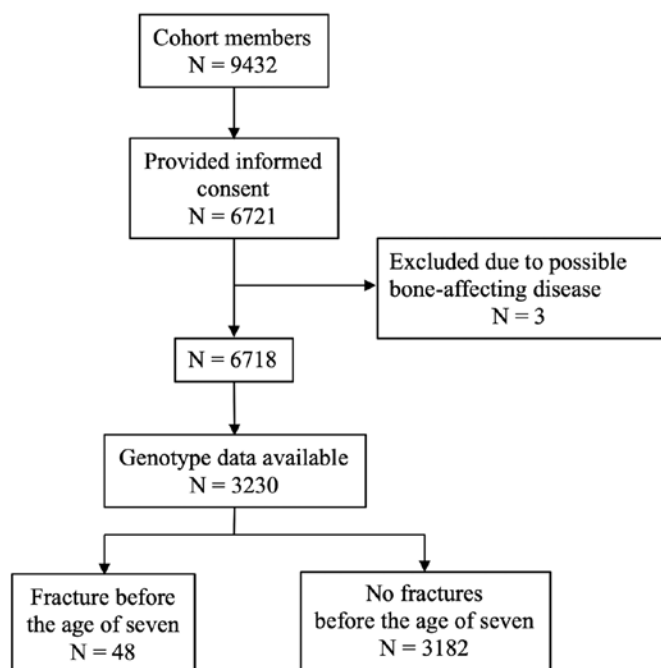 Cohort members
N = 9432
Provided informed
consent
N = 6721
Excluded due to possible
bone-affecting disease
N = 3
N = 6718
Genotype data available
N = 3230
Fracture before
the age of seven
N = 48
No fractures
before the age of seven
N = 3182